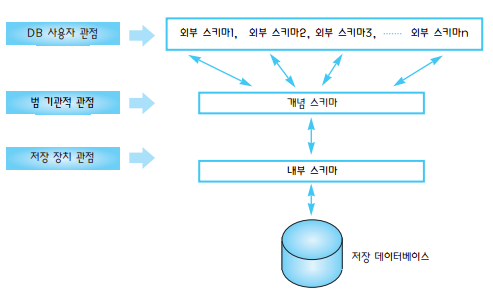 DB 사용자 관점
외부 스키마1, 외부 스키마2, 외부 스키마3, ······· 외부 스키마n
범 기관적 관점
개념 스키마
저장 장치 관점
내부 스키마
저장 데이터베이스